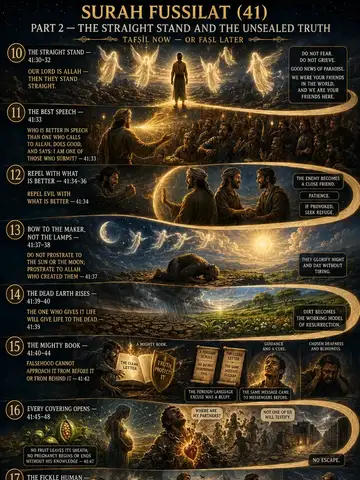 SURAH FUSSILAT (41)
PART 2 — THE STRAIGHT STAND AND THE UNSEALED TRUTH
TAFSIL NOW — OR FASL LATER
10
THE STRAIGHT STAND —
41:30–32
OUR LORD IS ALLAH —
THEN THEY STAND
STRAIGHT.
DO NOT FEAR.
DO NOT GRIEVE.
GOOD NEWS OF PARADISE.
WE WERE YOUR FRIENDS
IN THE WORLD,
AND WE ARE YOUR
FRIENDS HERE.
11
THE BEST SPEECH —
41:33
WHO IS BETTER IN SPEECH
THAN ONE WHO CALLS
TO ALLAH, DOES GOOD,
AND SAYS: I AM ONE OF
THOSE WHO SUBMIT? — 41:33
12
REPEL WITH WHAT
IS BETTER — 41:34–36
REPEL EVIL WITH
WHAT IS BETTER — 41:34
THE ENEMY BECOMES
A CLOSE FRIEND.
PATIENCE.
IF PROVOKED,
SEEK REFUGE.
13
BOW TO THE MAKER,
NOT THE LAMPS —
41:37–38
DO NOT PROSTRATE TO
THE SUN OR THE MOON;
PROSTRATE TO ALLAH
WHO CREATED THEM — 41:37
THEY GLORIFY NIGHT
AND DAY WITHOUT
TIRING.
14
THE DEAD EARTH RISES —
41:39–40
THE ONE WHO GIVES IT LIFE
WILL GIVE LIFE TO THE DEAD.
41:39
DIRT BECOMES
THE WORKING MODEL
OF RESURRECTION.
15
THE MIGHTY BOOK —
41:40–44
FALSEHOOD CANNOT
APPROACH IT FROM BEFORE IT
OR FROM BEHIND IT — 41:42
A MIGHTY BOOK.
THE CLEAR
LETTER
TRUTH
PROTECTS
IT
THE FOREIGN-LANGUAGE
EXCUSE WAS A BLUFF.
GUIDANCE
AND A CURE.
THE SAME MESSAGE CAME
TO MESSENGERS BEFORE.
CHOSEN DEAFNESS
AND BLINDNESS.
16
EVERY COVERING OPENS —
41:45–48
NO FRUIT LEAVES ITS SHEATH,
NO PREGNANCY BEGINS OR ENDS
WITHOUT HIS KNOWLEDGE — 41:47
WHERE ARE
MY PARTNERS?
NOT ONE OF US
WILL TESTIFY.
NO ESCAPE.
17
THE FICKLE HUMAN —